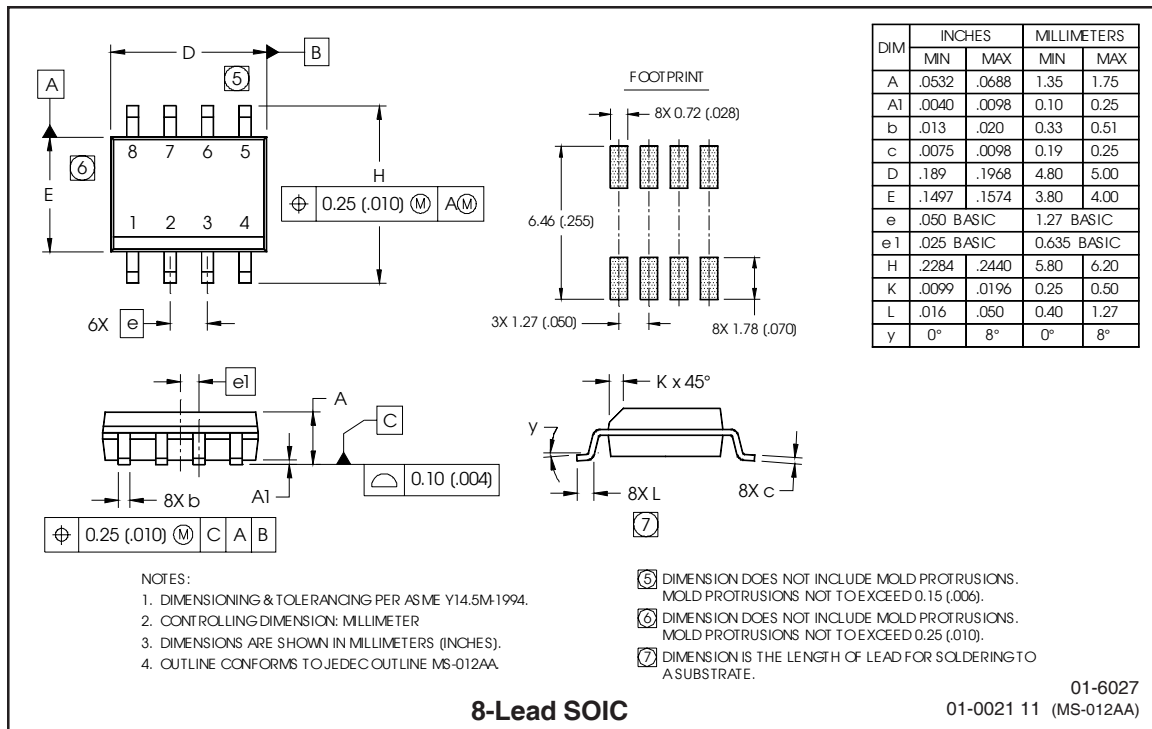 D
B
A
5
8 7 6 5
6
E
H
⌖ 0.25 (.010) Ⓜ AⓂ
1 2 3 4
6X e
FOOTPRINT
8X 0.72 (.028)
6.46 (.255)
3X 1.27 (.050)
8X 1.78 (.070)
DIM INCHES MILLIMETERS
MIN MAX MIN MAX
A .0532 .0688 1.35 1.75
A1 .0040 .0098 0.10 0.25
b .013 .020 0.33 0.51
c .0075 .0098 0.19 0.25
D .189 .1968 4.80 5.00
E .1497 .1574 3.80 4.00
e .050 BASIC 1.27 BASIC
e1 .025 BASIC 0.635 BASIC
H .2284 .2440 5.80 6.20
K .0099 .0196 0.25 0.50
L .016 .050 0.40 1.27
y 0° 8° 0° 8°
e1
A
C
0.10 (.004)
A1
8X b
⌖ 0.25 (.010) Ⓜ C A B
K x 45°
y
8X L
7
8X c
NOTES:
1. DIMENSIONING & TOLERANCING PER ASME Y14.5M-1994.
2. CONTROLLING DIMENSION: MILLIMETER
3. DIMENSIONS ARE SHOWN IN MILLIMETERS (INCHES).
4. OUTLINE CONFORMS TO JEDEC OUTLINE MS-012AA.
5 DIMENSION DOES NOT INCLUDE MOLD PROTRUSIONS.
MOLD PROTRUSIONS NOT TO EXCEED 0.15 (.006).
6 DIMENSION DOES NOT INCLUDE MOLD PROTRUSIONS.
MOLD PROTRUSIONS NOT TO EXCEED 0.25 (.010).
7 DIMENSION IS THE LENGTH OF LEAD FOR SOLDERING TO
A SUBSTRATE.
8-Lead SOIC
01-6027
01-0021 11 (MS-012AA)